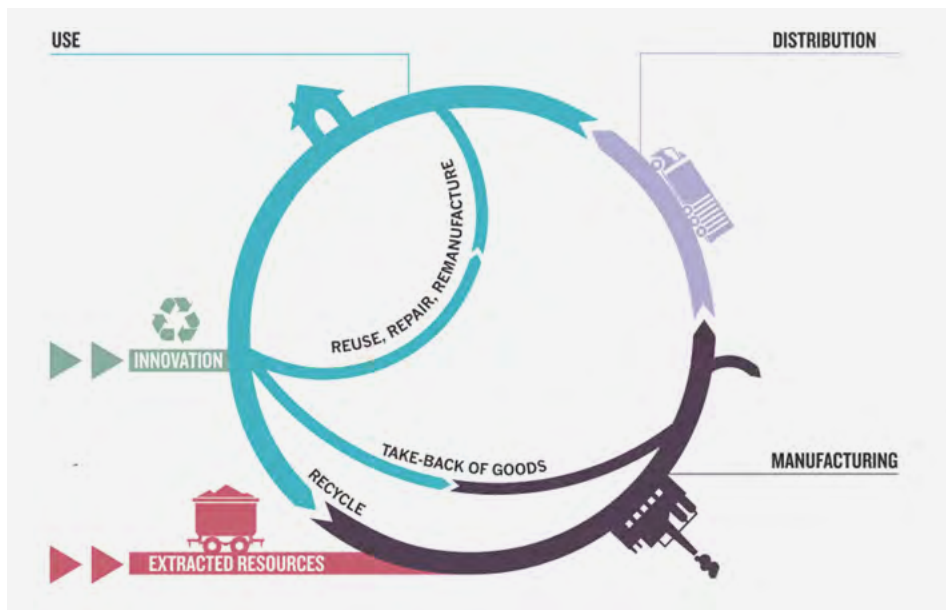 USE
DISTRIBUTION
REUSE, REPAIR, REMANUFACTURE
INNOVATION
TAKE-BACK OF GOODS
MANUFACTURING
RECYCLE
EXTRACTED RESOURCES